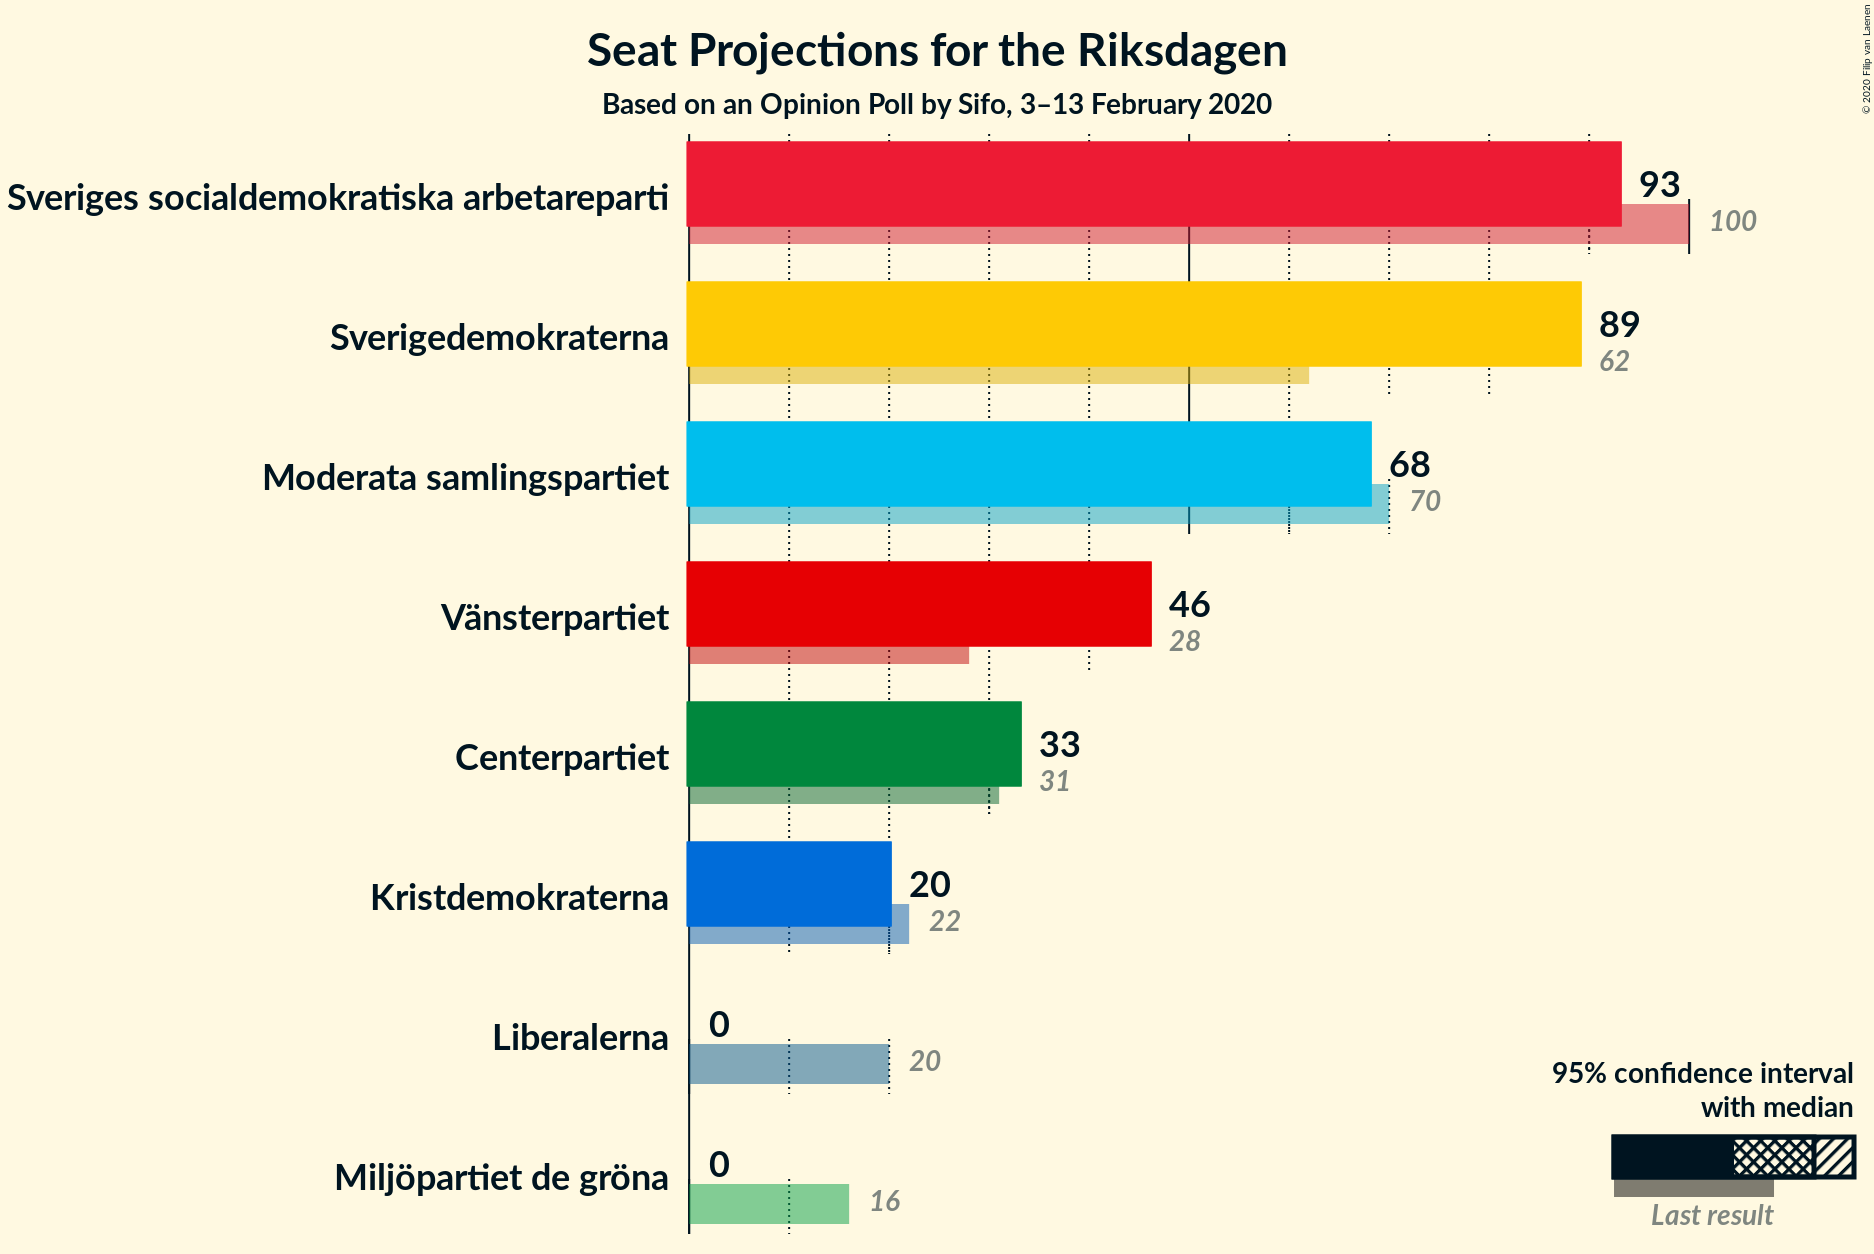 Seat Projections for the Riksdagen
Based on an Opinion Poll by Sifo, 3–13 February 2020
© 2020 Filip van Laenen
Sveriges socialdemokratiska arbetareparti
93
100
Sverigedemokraterna
89
62
Moderata samlingspartiet
68
70
Vänsterpartiet
46
28
Centerpartiet
33
31
Kristdemokraterna
20
22
Liberalerna
0
20
Miljöpartiet de gröna
0
16
95% confidence interval
with median
Last result